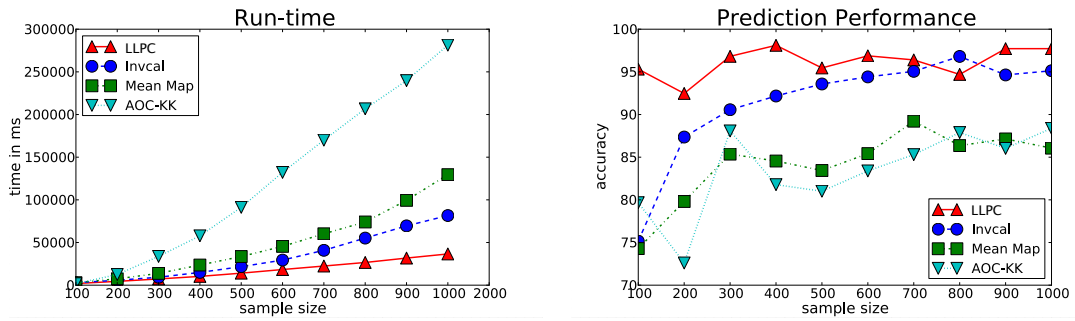 Run-time
300000
250000
200000
150000
100000
50000
0
time in ms
LLPC
Invcal
Mean Map
AOC-KK
100 200 300 400 500 600 700 800 900 1000 2000
sample size
Prediction Performance
100
95
90
85
80
75
70
accuracy
LLPC
Invcal
Mean Map
AOC-KK
100 200 300 400 500 600 700 800 900 1000
sample size